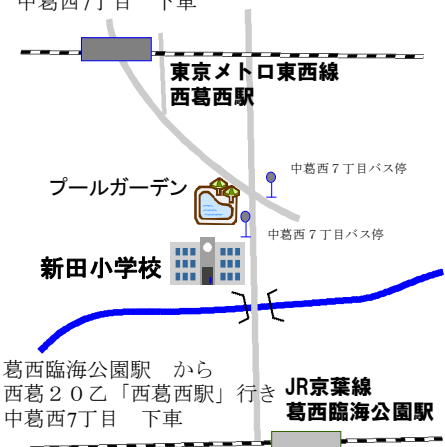 中葛西7丁目　下車
東京メトロ東西線
西葛西駅
中葛西７丁目バス停
プールガーデン
中葛西７丁目バス停
新田小学校
葛西臨海公園駅　から
西葛２０乙「西葛西駅」行き
中葛西7丁目　下車
JR京葉線
葛西臨海公園駅